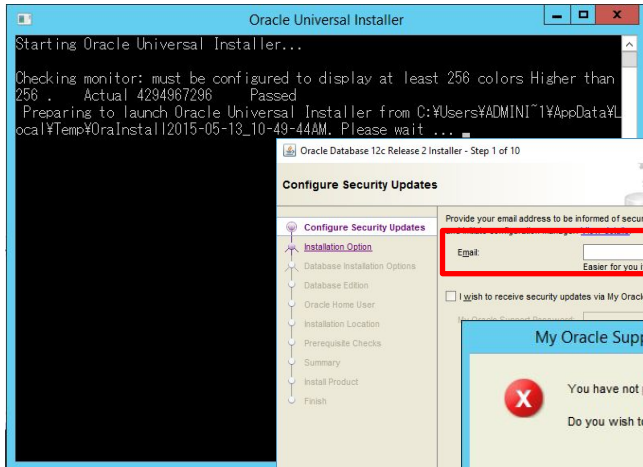 Oracle Universal Installer
Starting Oracle Universal Installer...
Checking monitor: must be configured to display at least 256 colors Higher than
256 .    Actual 4294967296    Passed
Preparing to launch Oracle Universal Installer from C:¥Users¥ADMINI~1¥AppData¥L
ocal¥Temp¥OraInstall2015-05-13_10-49-44AM. Please wait ...
Oracle Database 12c Release 2 Installer - Step 1 of 10
Configure Security Updates
Configure Security Updates
Installation Option
Database Installation Options
Database Edition
Oracle Home User
Installation Location
Prerequisite Checks
Summary
Install Product
Finish
Provide your email address to be informed of secu
Email:
Easier for you i
I wish to receive security updates via My Oracl
My Oracle Supp
You have not
Do you wish t